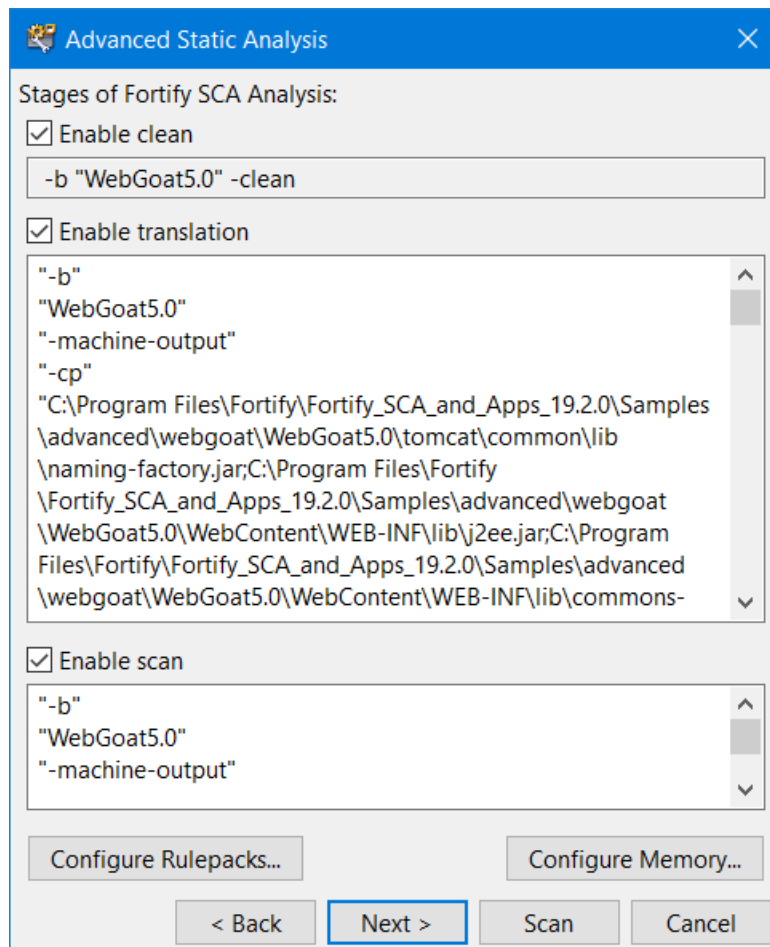 Advanced Static Analysis
Stages of Fortify SCA Analysis:
Enable clean
-b "WebGoat5.0" -clean
Enable translation
"-b"
"WebGoat5.0"
"-machine-output"
"-cp"
"C:\Program Files\Fortify\Fortify_SCA_and_Apps_19.2.0\Samples
\advanced\webgoat\WebGoat5.0\tomcat\common\lib
\naming-factory.jar;C:\Program Files\Fortify
\Fortify_SCA_and_Apps_19.2.0\Samples\advanced\webgoat
\WebGoat5.0\WebContent\WEB-INF\lib\j2ee.jar;C:\Program
Files\Fortify\Fortify_SCA_and_Apps_19.2.0\Samples\advanced
\webgoat\WebGoat5.0\WebContent\WEB-INF\lib\commons-
Enable scan
"-b"
"WebGoat5.0"
"-machine-output"
Configure Rulepacks... Configure Memory...
< Back Next > Scan Cancel